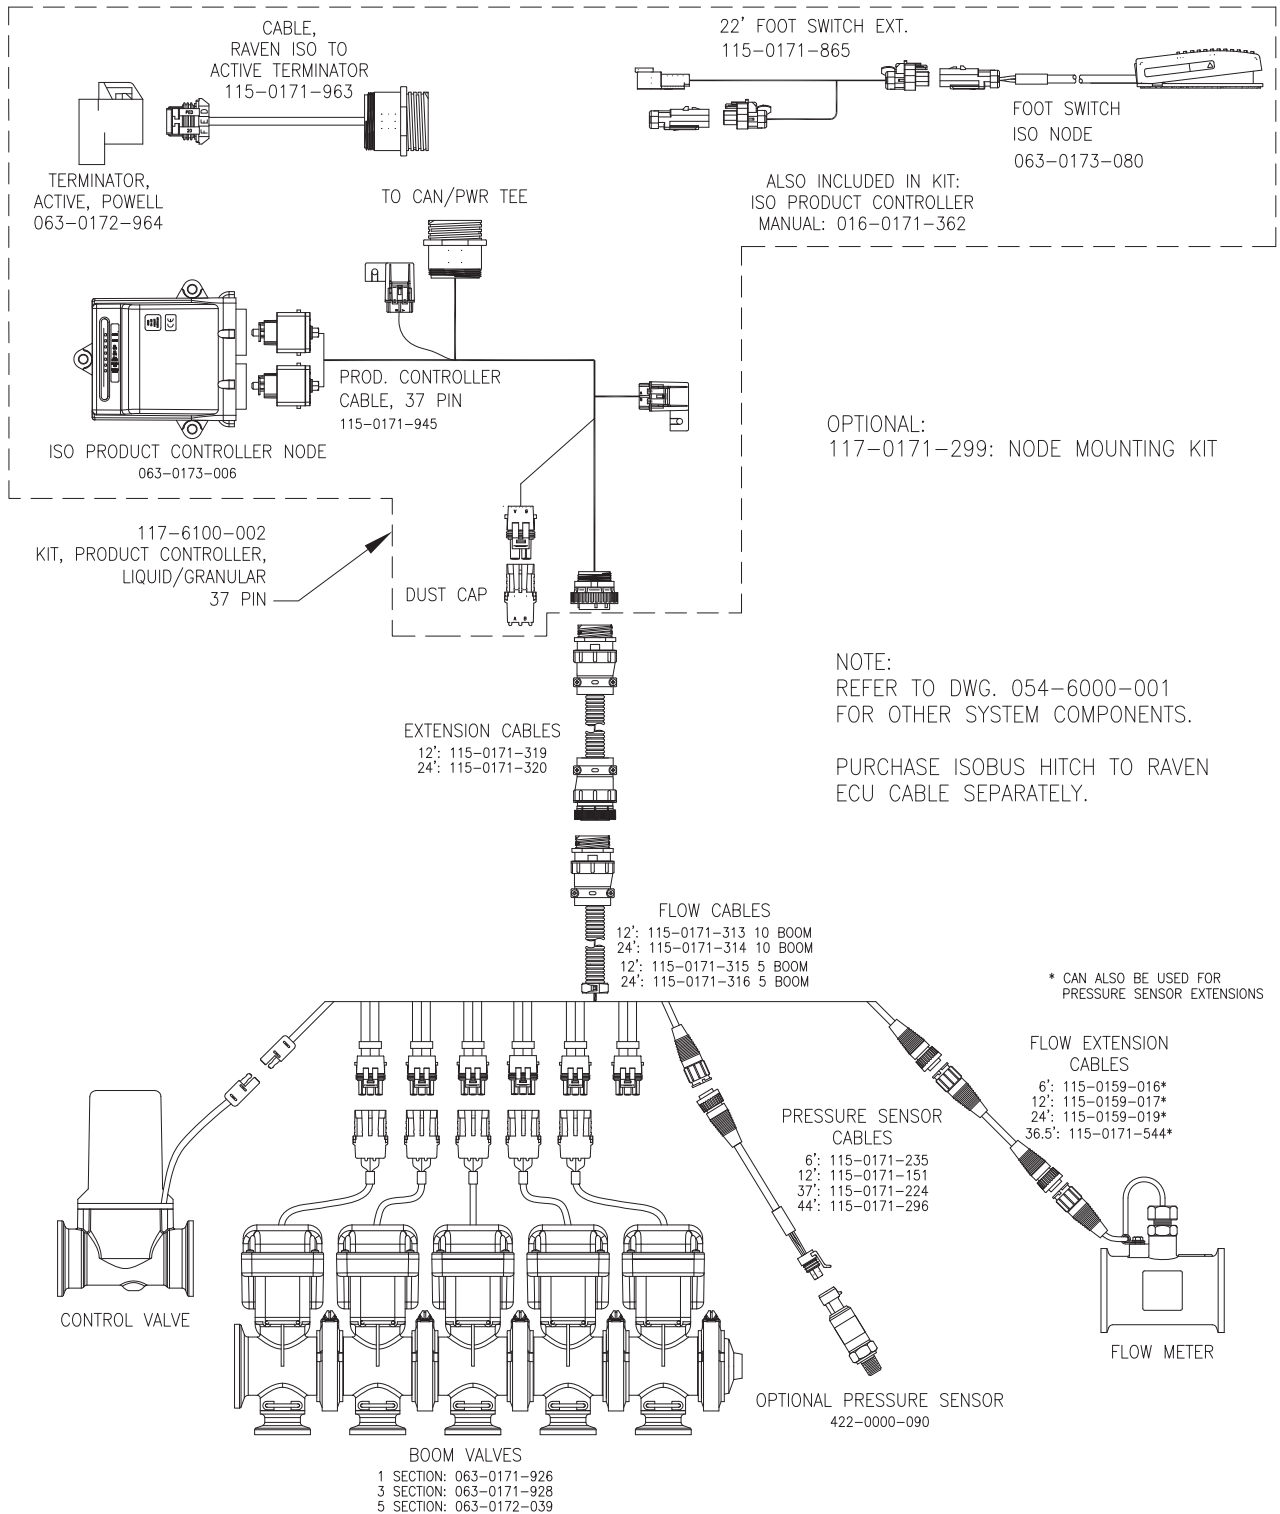 CABLE,
RAVEN ISO TO
ACTIVE TERMINATOR
115-0171-963
22' FOOT SWITCH EXT.
115-0171-865
FOOT SWITCH
ISO NODE
063-0173-080
TERMINATOR,
ACTIVE, POWELL
063-0172-964
TO CAN/PWR TEE
ALSO INCLUDED IN KIT:
ISO PRODUCT CONTROLLER
MANUAL: 016-0171-362
PROD. CONTROLLER
CABLE, 37 PIN
115-0171-945
ISO PRODUCT CONTROLLER NODE
063-0173-006
OPTIONAL:
117-0171-299: NODE MOUNTING KIT
117-6100-002
KIT, PRODUCT CONTROLLER,
LIQUID/GRANULAR
37 PIN
DUST CAP
NOTE:
REFER TO DWG. 054-6000-001
FOR OTHER SYSTEM COMPONENTS.
PURCHASE ISOBUS HITCH TO RAVEN
ECU CABLE SEPARATELY.
EXTENSION CABLES
12': 115-0171-319
24': 115-0171-320
FLOW CABLES
12': 115-0171-313 10 BOOM
24': 115-0171-314 10 BOOM
12': 115-0171-315 5 BOOM
24': 115-0171-316 5 BOOM
* CAN ALSO BE USED FOR
PRESSURE SENSOR EXTENSIONS
FLOW EXTENSION
CABLES
6': 115-0159-016*
12': 115-0159-017*
24': 115-0159-019*
36.5': 115-0171-544*
PRESSURE SENSOR
CABLES
6': 115-0171-235
12': 115-0171-151
37': 115-0171-224
44': 115-0171-296
CONTROL VALVE
FLOW METER
OPTIONAL PRESSURE SENSOR
422-0000-090
BOOM VALVES
1 SECTION: 063-0171-926
3 SECTION: 063-0171-928
5 SECTION: 063-0172-039